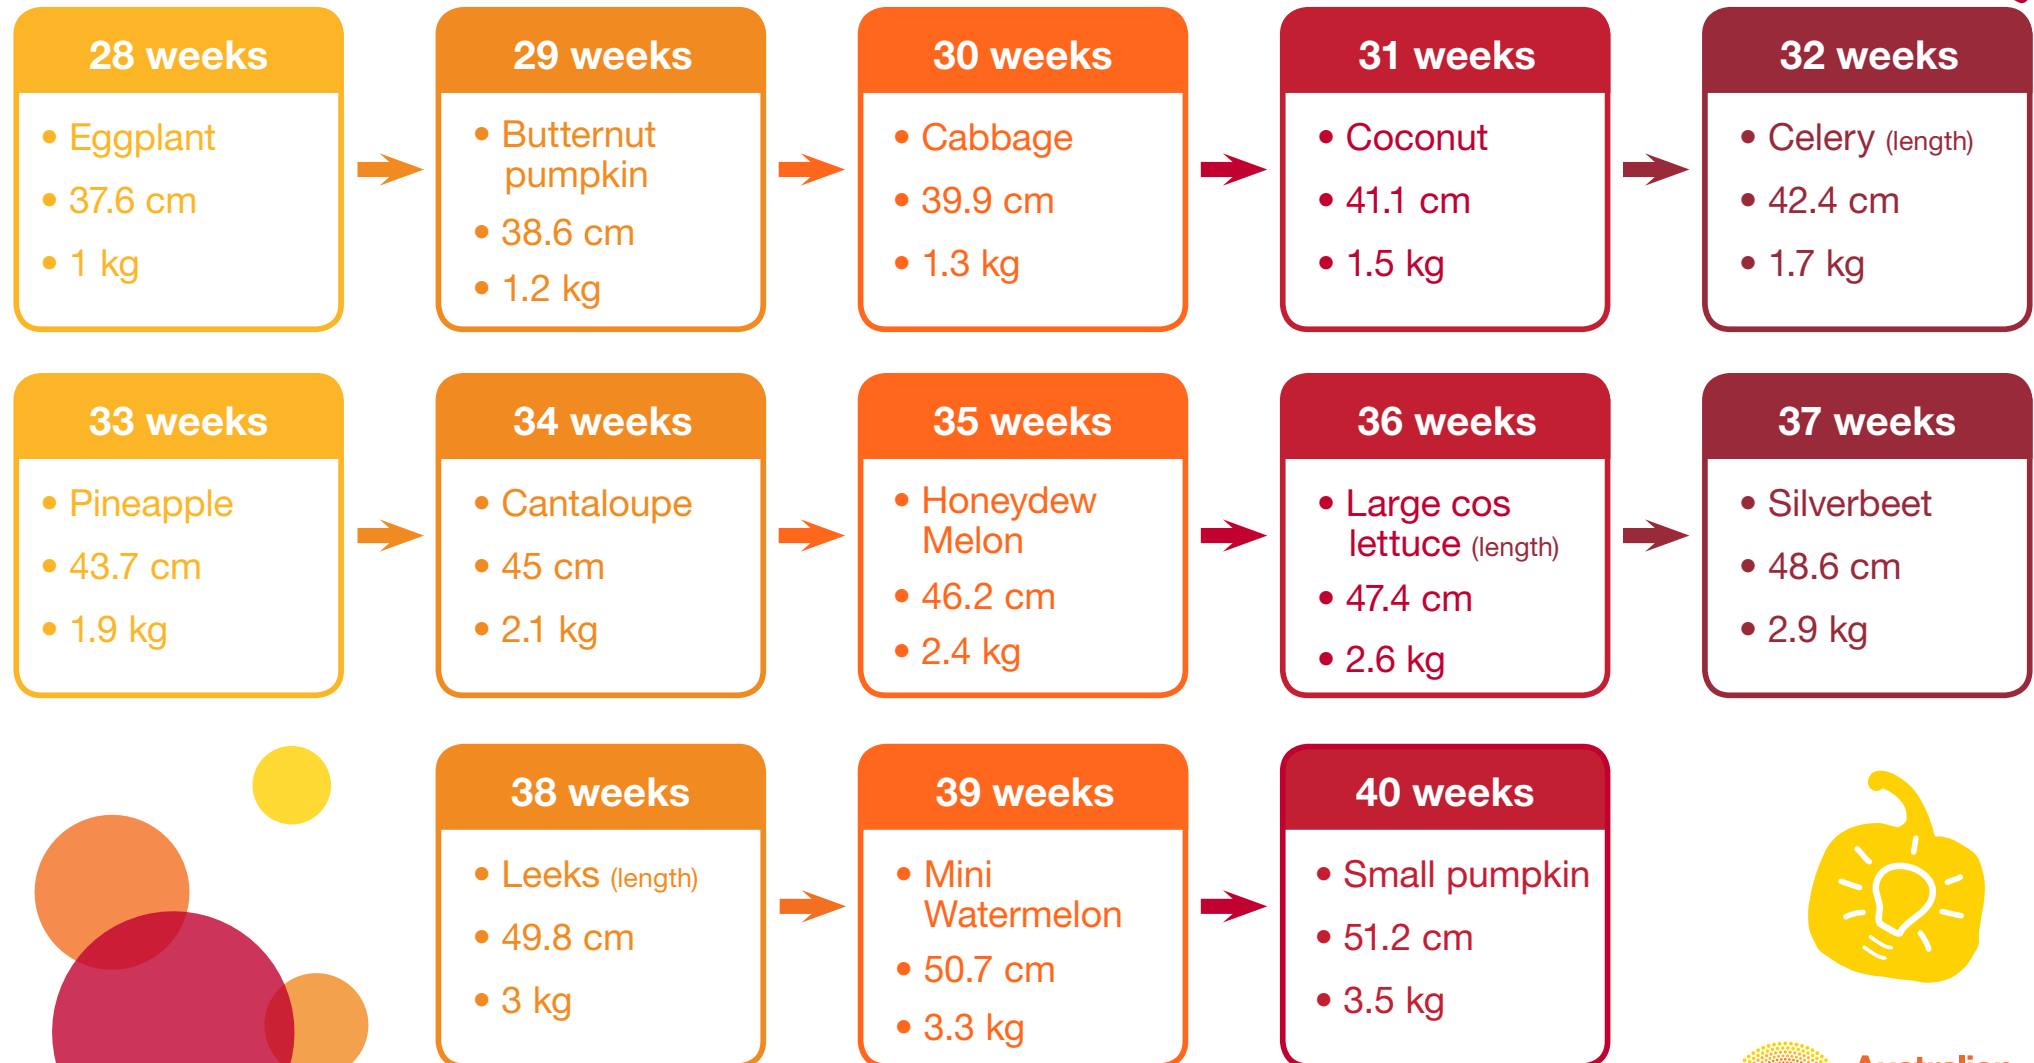 28 weeks
• Eggplant
• 37.6 cm
• 1 kg
29 weeks
• Butternut
pumpkin
• 38.6 cm
• 1.2 kg
30 weeks
• Cabbage
• 39.9 cm
• 1.3 kg
31 weeks
• Coconut
• 41.1 cm
• 1.5 kg
32 weeks
• Celery (length)
• 42.4 cm
• 1.7 kg
33 weeks
• Pineapple
• 43.7 cm
• 1.9 kg
34 weeks
• Cantaloupe
• 45 cm
• 2.1 kg
35 weeks
• Honeydew
Melon
• 46.2 cm
• 2.4 kg
36 weeks
• Large cos
lettuce (length)
• 47.4 cm
• 2.6 kg
37 weeks
• Silverbeet
• 48.6 cm
• 2.9 kg
38 weeks
• Leeks (length)
• 49.8 cm
• 3 kg
39 weeks
• Mini
Watermelon
• 50.7 cm
• 3.3 kg
40 weeks
• Small pumpkin
• 51.2 cm
• 3.5 kg
Australian